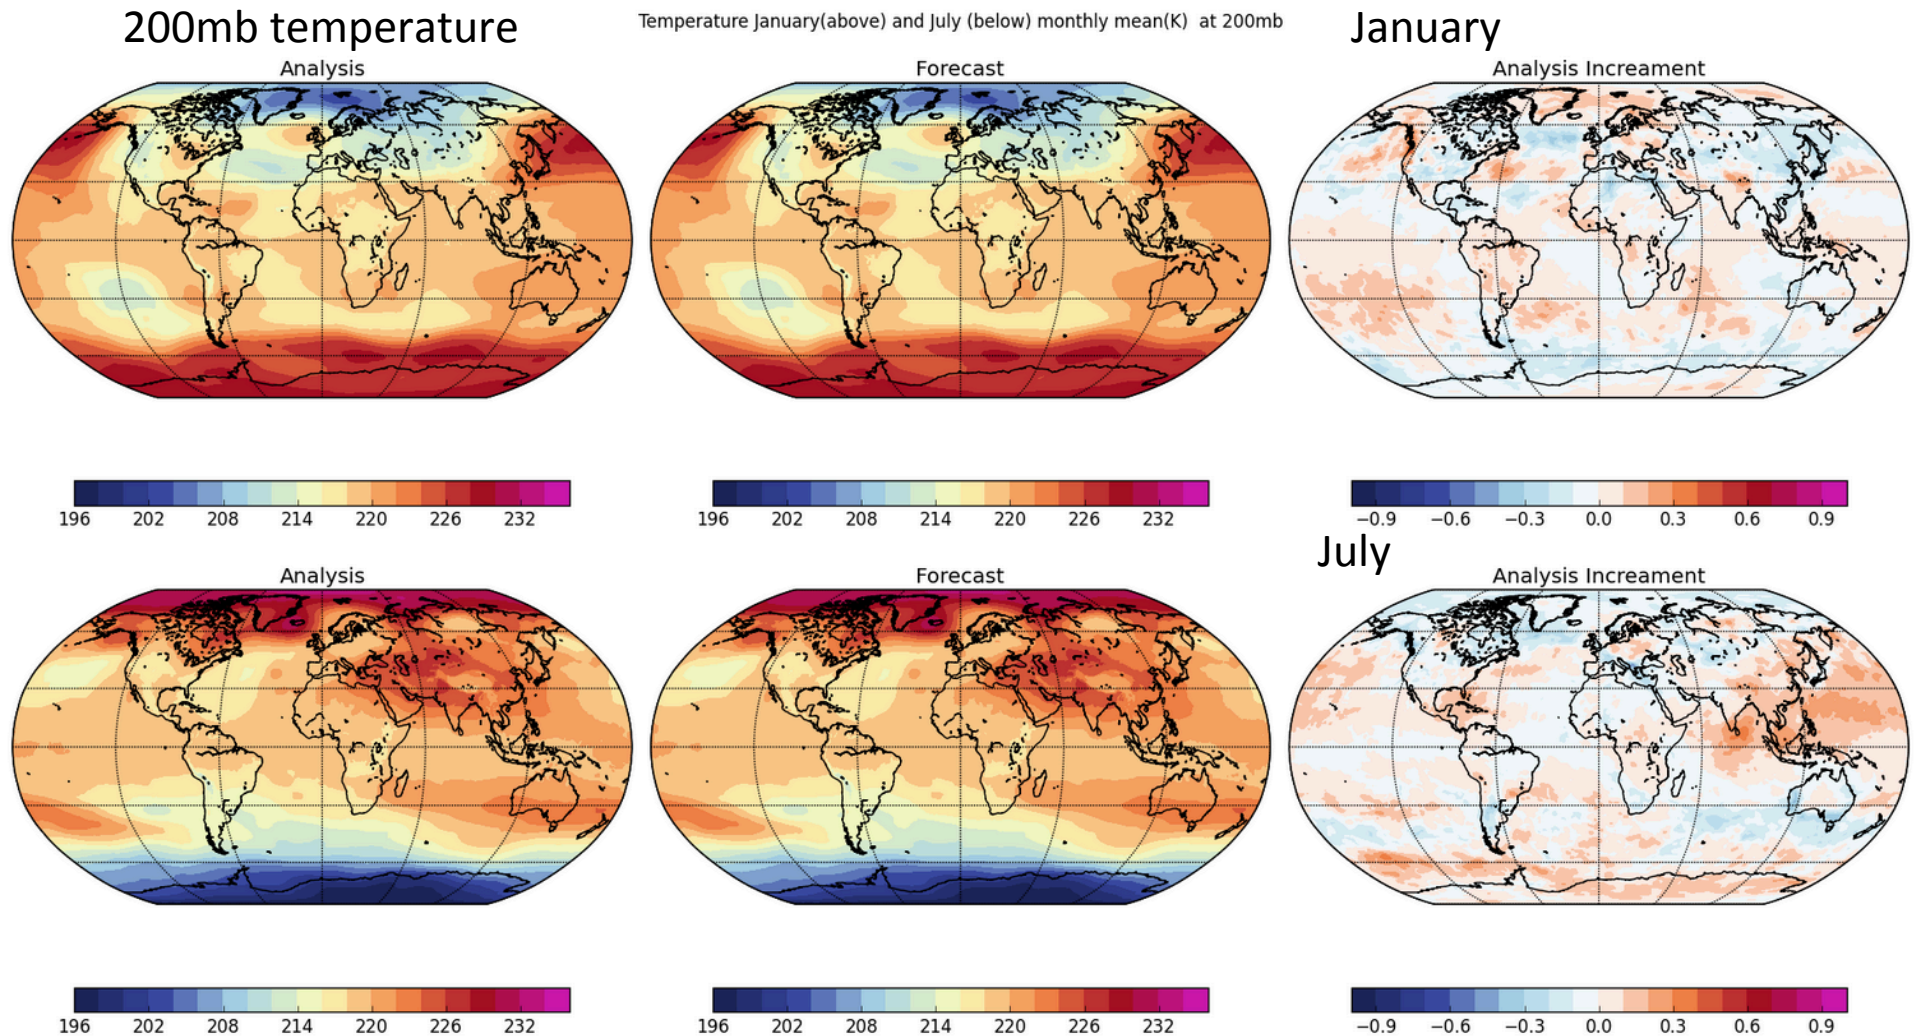 200mb temperature
Temperature January(above) and July (below) monthly mean(K)  at 200mb
January
Analysis
Forecast
Analysis Increament
196 202 208 214 220 226 232
196 202 208 214 220 226 232
−0.9 −0.6 −0.3 0.0 0.3 0.6 0.9
July
Analysis
Forecast
Analysis Increament
196 202 208 214 220 226 232
196 202 208 214 220 226 232
−0.9 −0.6 −0.3 0.0 0.3 0.6 0.9